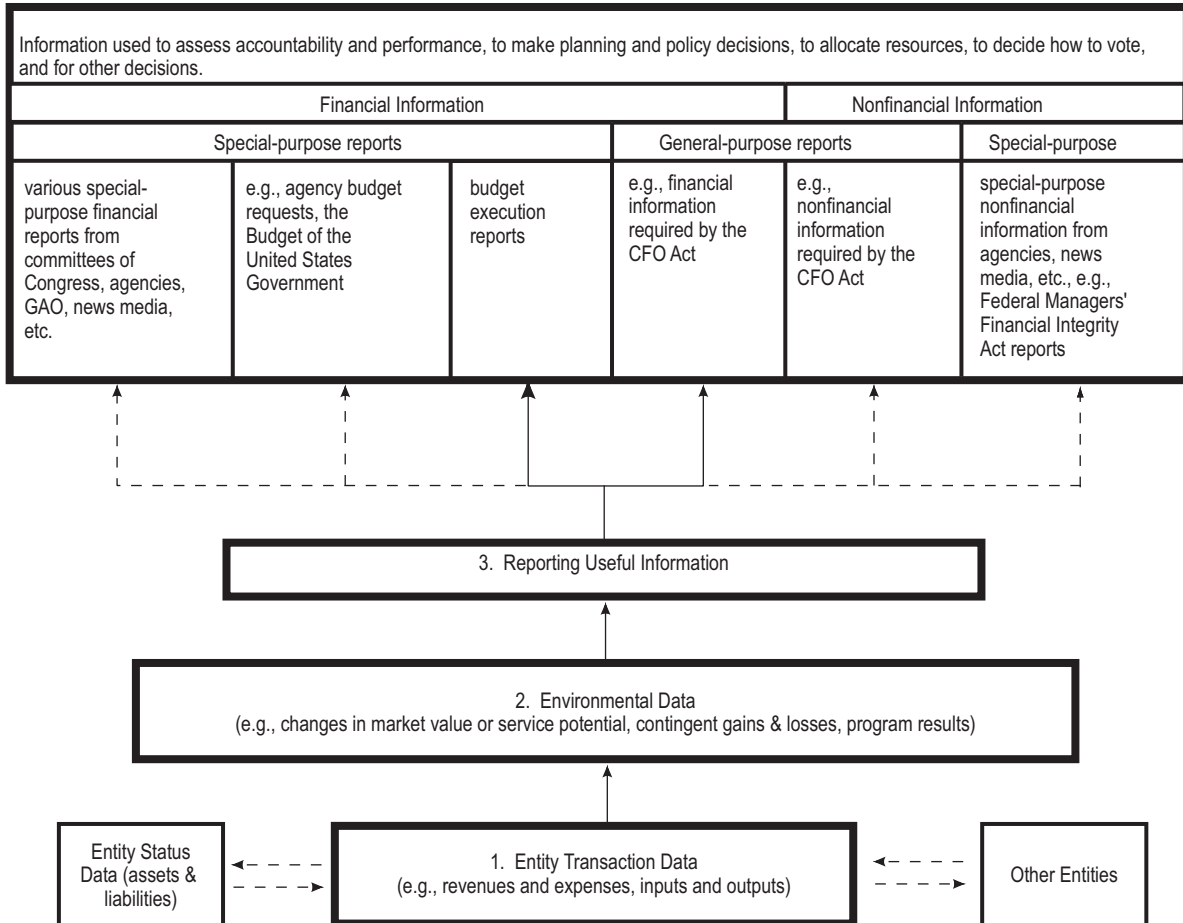 Information used to assess accountability and performance, to make planning and policy decisions, to allocate resources, to decide how to vote,
and for other decisions.
Financial Information
Nonfinancial Information
Special-purpose reports
General-purpose reports
Special-purpose
various special-
purpose financial
reports from
committees of
Congress, agencies,
GAO, news media,
etc.
e.g., agency budget
requests, the
Budget of the
United States
Government
budget
execution
reports
e.g., financial
information
required by the
CFO Act
e.g.,
nonfinancial
information
required by the
CFO Act
special-purpose
nonfinancial
information from
agencies, news
media, etc., e.g.,
Federal Managers'
Financial Integrity
Act reports
3. Reporting Useful Information
2. Environmental Data
(e.g., changes in market value or service potential, contingent gains & losses, program results)
Entity Status
Data (assets &
liabilities)
1. Entity Transaction Data
(e.g., revenues and expenses, inputs and outputs)
Other Entities